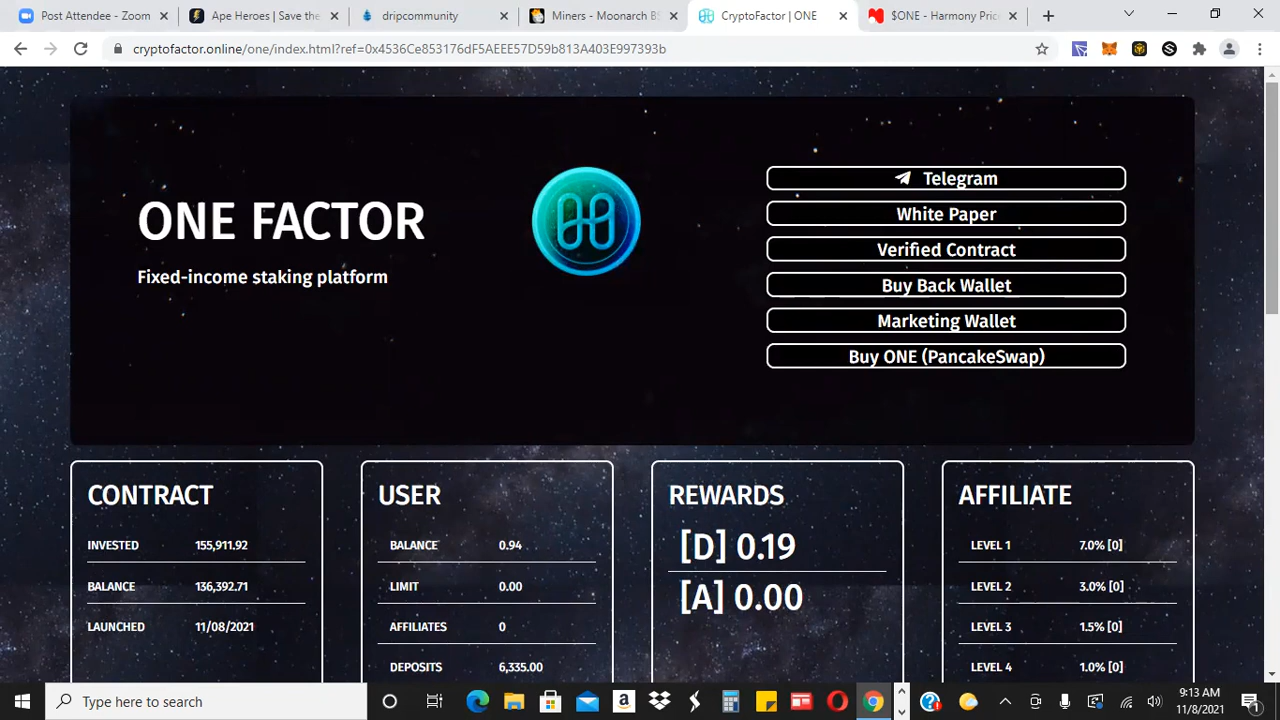 Post Attendee - Zoom
Ape Heroes | Save the
dripcommunity
Miners - Moonarch BS
CryptoFactor | ONE
$ONE - Harmony Pric
cryptofactor.online/one/index.html?ref=0x4536Ce853176dF5AEEE57D59b813A403E997393b
ONE FACTOR
Fixed-income staking platform
Telegram
White Paper
Verified Contract
Buy Back Wallet
Marketing Wallet
Buy ONE (PancakeSwap)
CONTRACT
INVESTED 155,911.92
BALANCE 136,392.71
LAUNCHED 11/08/2021
USER
BALANCE 0.94
LIMIT 0.00
AFFILIATES 0
DEPOSITS 6,335.00
REWARDS
[D] 0.19
[A] 0.00
AFFILIATE
LEVEL 1 7.0% [0]
LEVEL 2 3.0% [0]
LEVEL 3 1.5% [0]
LEVEL 4 1.0% [0]
Type here to search
9:13 AM
11/8/2021